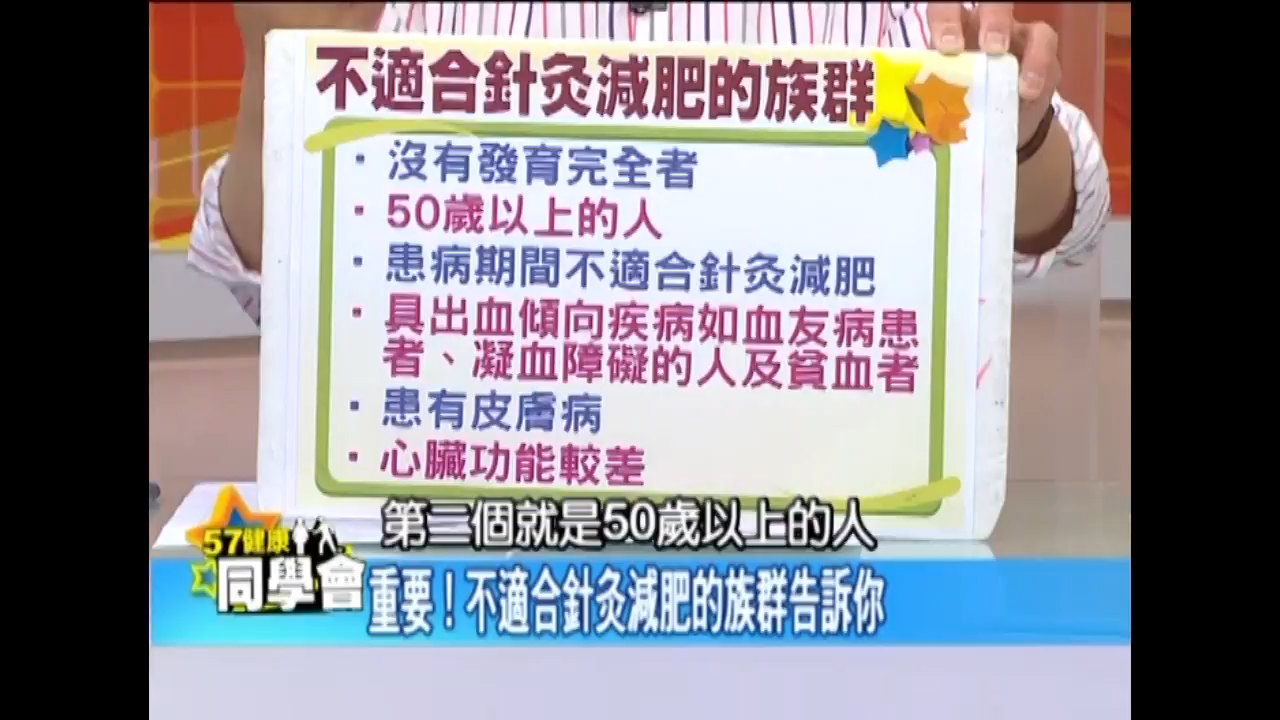 不適合針灸減肥的族群
· 沒有發育完全者
· 50歲以上的人
· 患病期間不適合針灸減肥
· 具出血傾向疾病如血友病患
者、凝血障礙的人及貧血者
· 患有皮膚病
· 心臟功能較差
第二個就是50歲以上的人
57健康
同學會
重要！不適合針灸減肥的族群告訴你